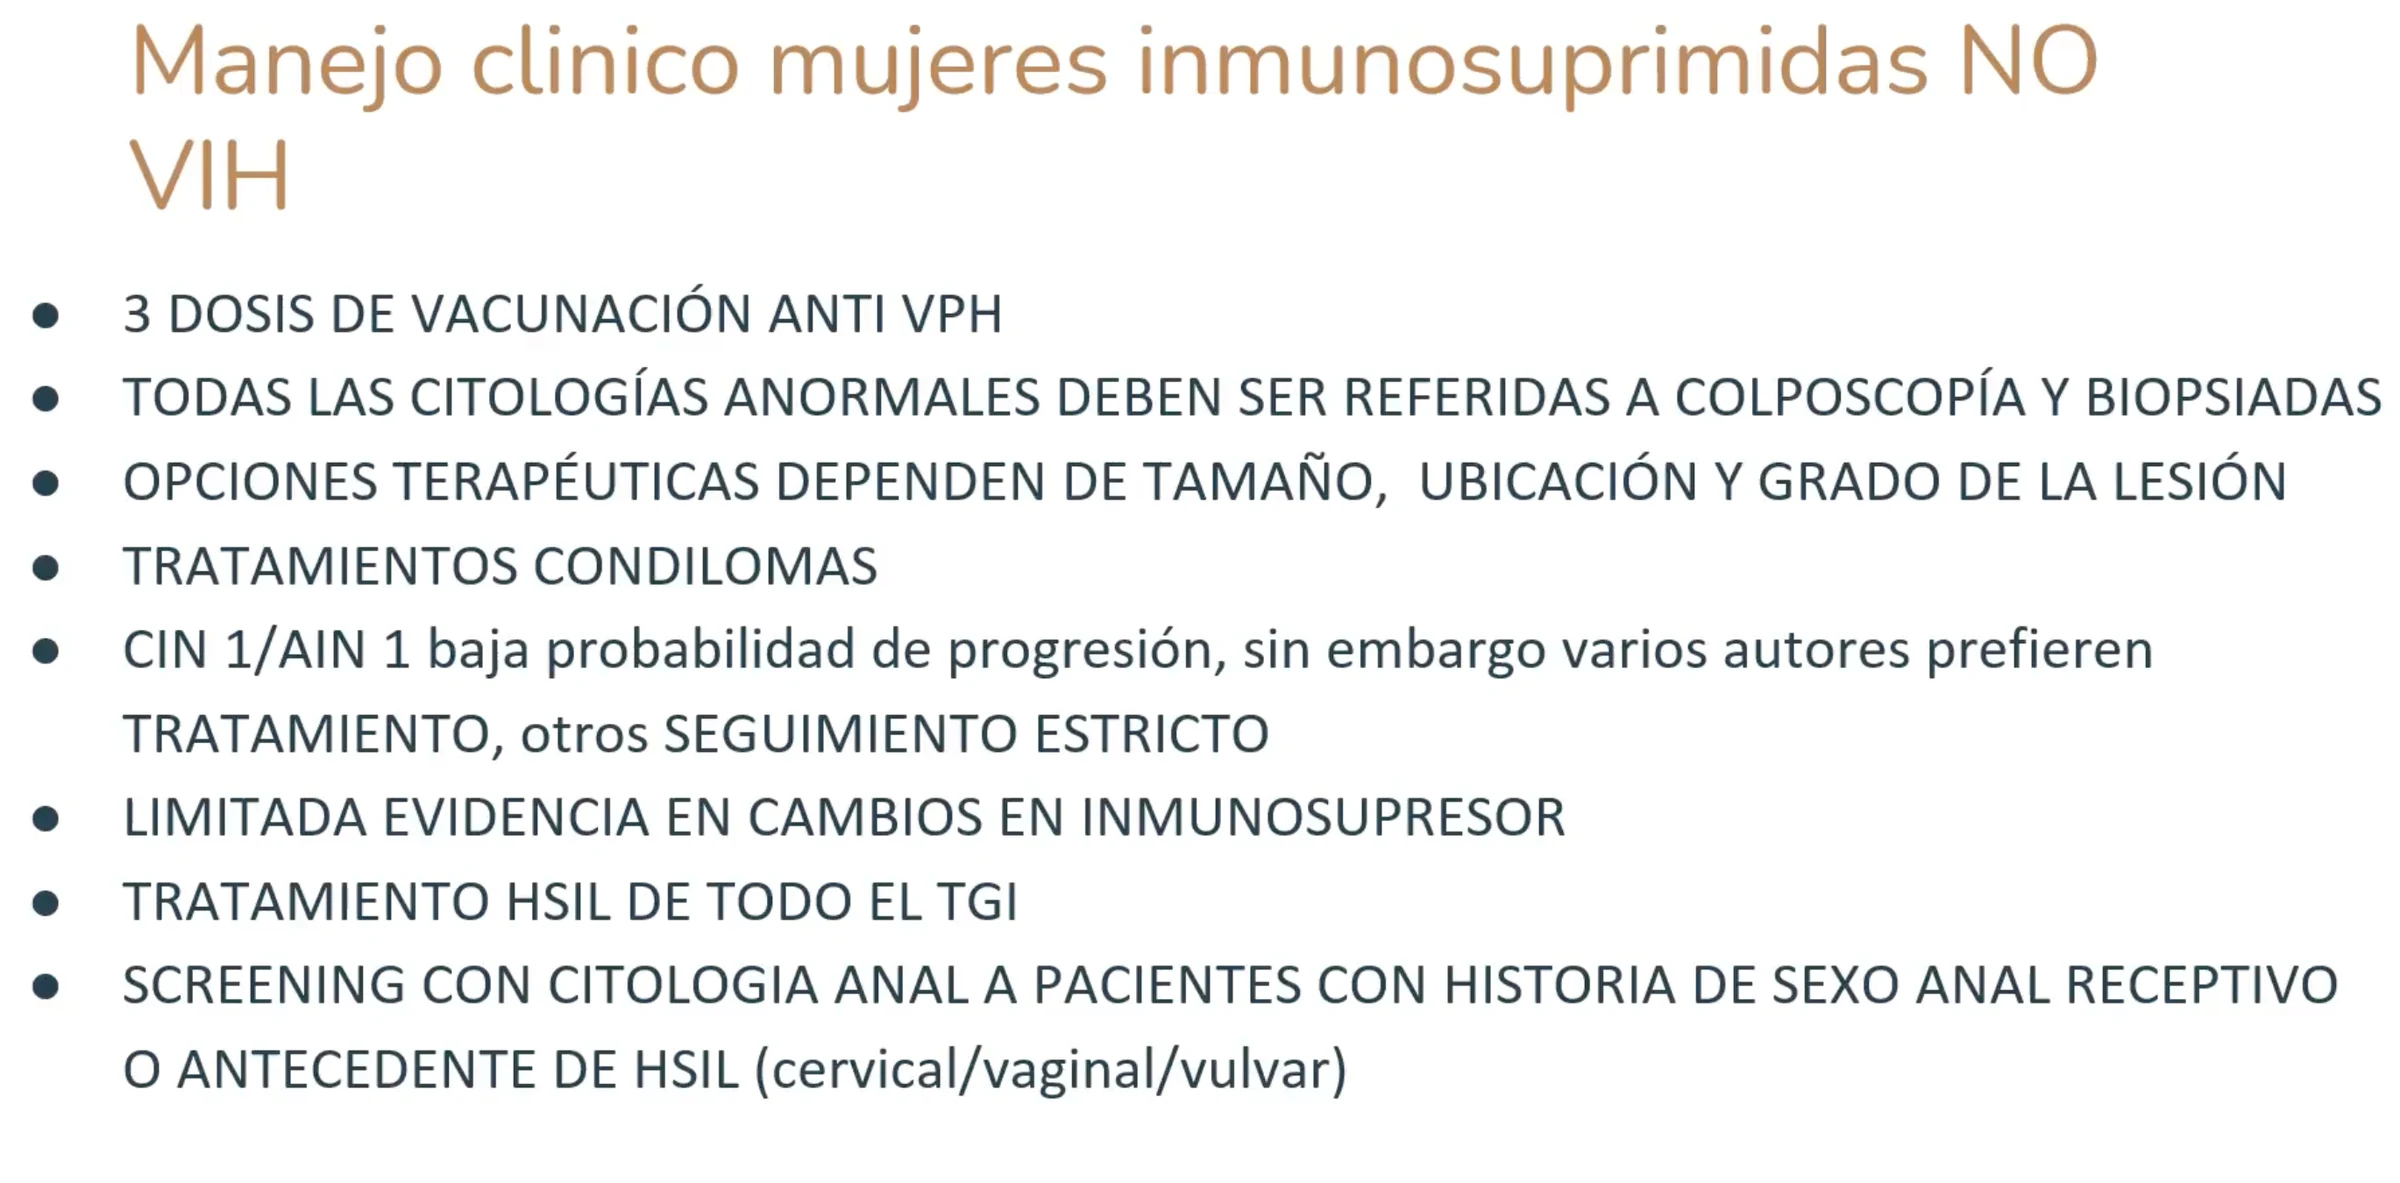 Manejo clinico mujeres inmunosuprimidas NO
VIH
● 3 DOSIS DE VACUNACIÓN ANTI VPH
● TODAS LAS CITOLOGÍAS ANORMALES DEBEN SER REFERIDAS A COLPOSCOPÍA Y BIOPSIADAS
● OPCIONES TERAPÉUTICAS DEPENDEN DE TAMAÑO, UBICACIÓN Y GRADO DE LA LESIÓN
● TRATAMIENTOS CONDILOMAS
● CIN 1/AIN 1 baja probabilidad de progresión, sin embargo varios autores prefieren
TRATAMIENTO, otros SEGUIMIENTO ESTRICTO
● LIMITADA EVIDENCIA EN CAMBIOS EN INMUNOSUPRESOR
● TRATAMIENTO HSIL DE TODO EL TGI
● SCREENING CON CITOLOGIA ANAL A PACIENTES CON HISTORIA DE SEXO ANAL RECEPTIVO
O ANTECEDENTE DE HSIL (cervical/vaginal/vulvar)